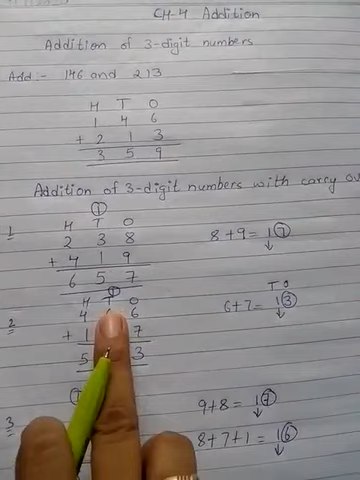 CH-4 Addition
Addition of 3-digit numbers
Add :- 146 and 213
H T O
1 4 6
+ 2 1 3
3 5 9
Addition of 3-digit numbers with carry
1
H T O
2 3 8
+ 4 1 9
6 5 7
8+9 = 17
2
H T O
4 6
+ 1 7
5 3
T O
6+7 = 13
3
9+8 = 17
8+7+1 = 16